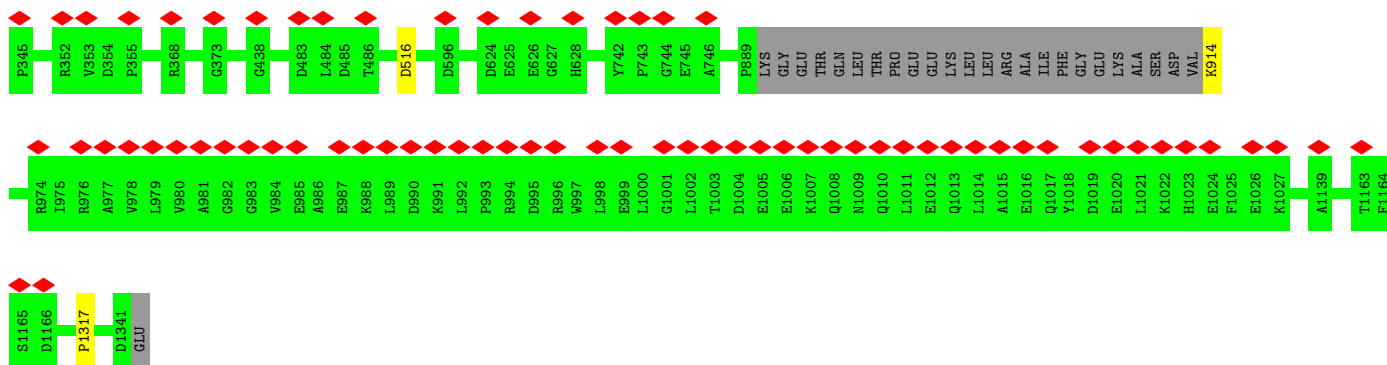 P345 R352 V353 D354 P355 R368 G373 G438 D483 L484 D485 T486 D516 D596 D624 E625 E626 G627 H628 Y742 P743 G744 E745 A746 P889 LYS GLY GLU THR GLN LEU THR PRO GLU GLU LYS LEU LEU ARG ALA ILE PHE GLY GLU LYS ALA SER ASP VAL K914
R974 I975 R976 A977 V978 L979 V980 A981 G982 G983 V984 E985 A986 E987 K988 L989 D990 K991 L992 P993 R994 D995 R996 W997 L998 E999 L1000 G1001 L1002 T1003 D1004 E1005 E1006 K1007 Q1008 N1009 Q1010 L1011 E1012 Q1013 L1014 A1015 E1016 Q1017 Y1018 D1019 E1020 L1021 K1022 H1023 E1024 F1025 E1026 K1027 A1139 T1163 F1164
S1165 D1166 P1317 D1341 GLU